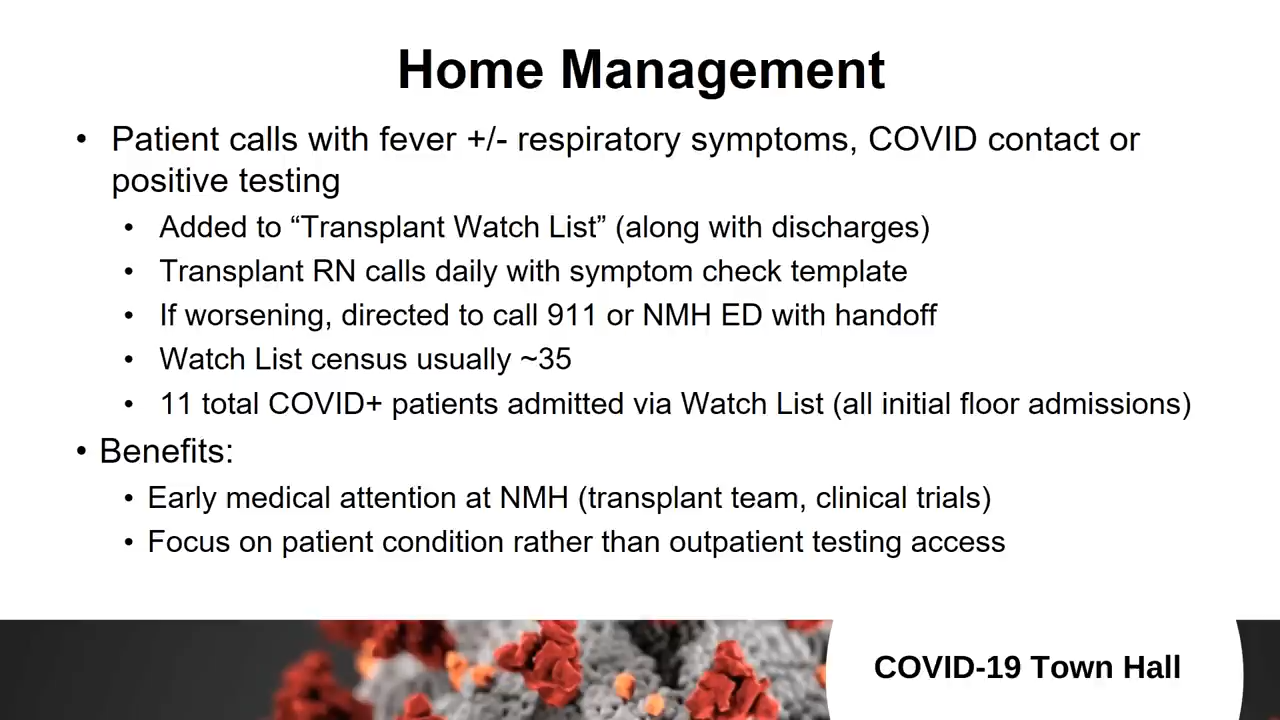 Home Management
• Patient calls with fever +/- respiratory symptoms, COVID contact or
positive testing
• Added to “Transplant Watch List” (along with discharges)
• Transplant RN calls daily with symptom check template
• If worsening, directed to call 911 or NMH ED with handoff
• Watch List census usually ~35
• 11 total COVID+ patients admitted via Watch List (all initial floor admissions)
• Benefits:
• Early medical attention at NMH (transplant team, clinical trials)
• Focus on patient condition rather than outpatient testing access
COVID-19 Town Hall